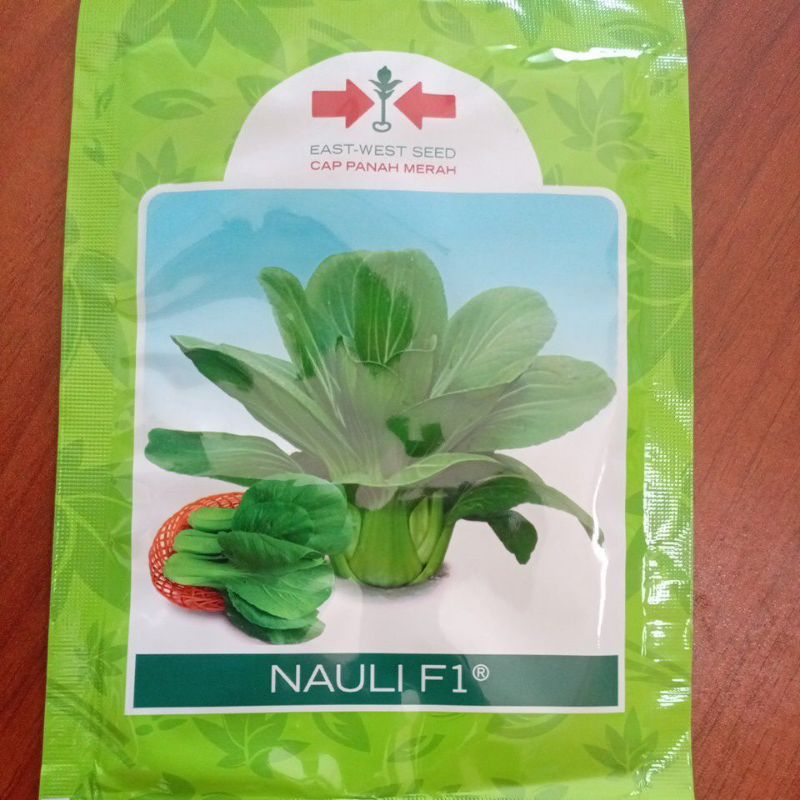 EAST-WEST SEED
CAP PANAH MERAH
NAULI F1®